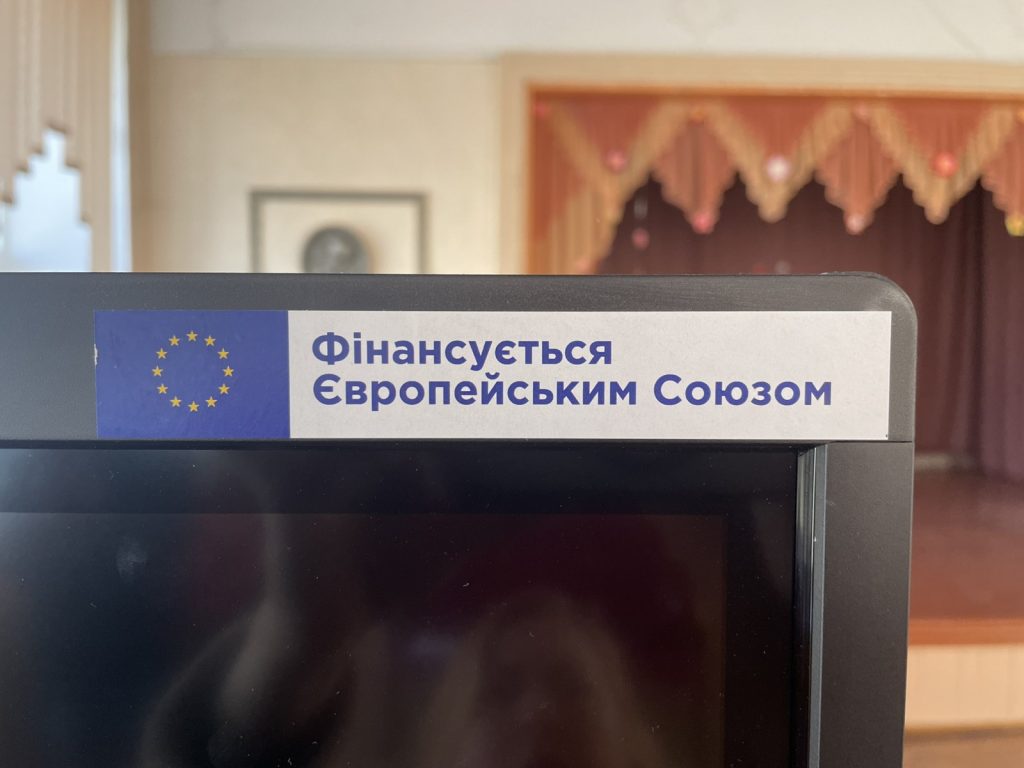 Фінансується
Європейським Союзом